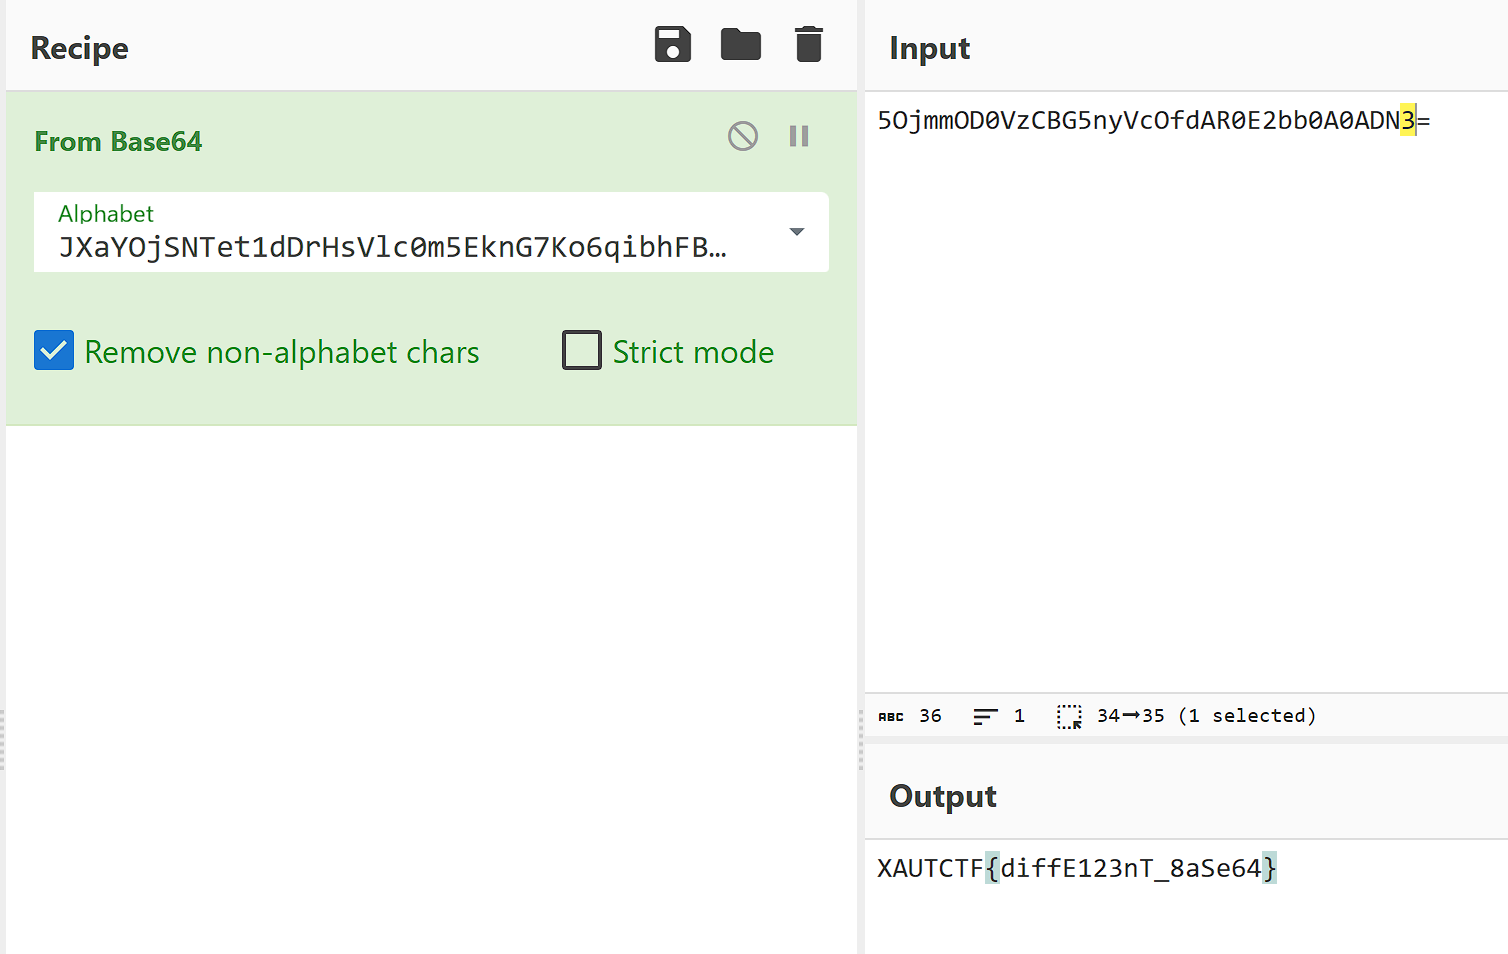 Recipe
From Base64
Alphabet
JXaYOjSNTet1dDrHsVlc0m5EknG7Ko6qibhFB…
Remove non-alphabet chars
Strict mode
Input
5OjmmOD0VzCBG5nyVcOfdAR0E2bb0A0ADN3=
ABC 36 1 34→35 (1 selected)
Output
XAUTCTF{diffE123nT_8aSe64}